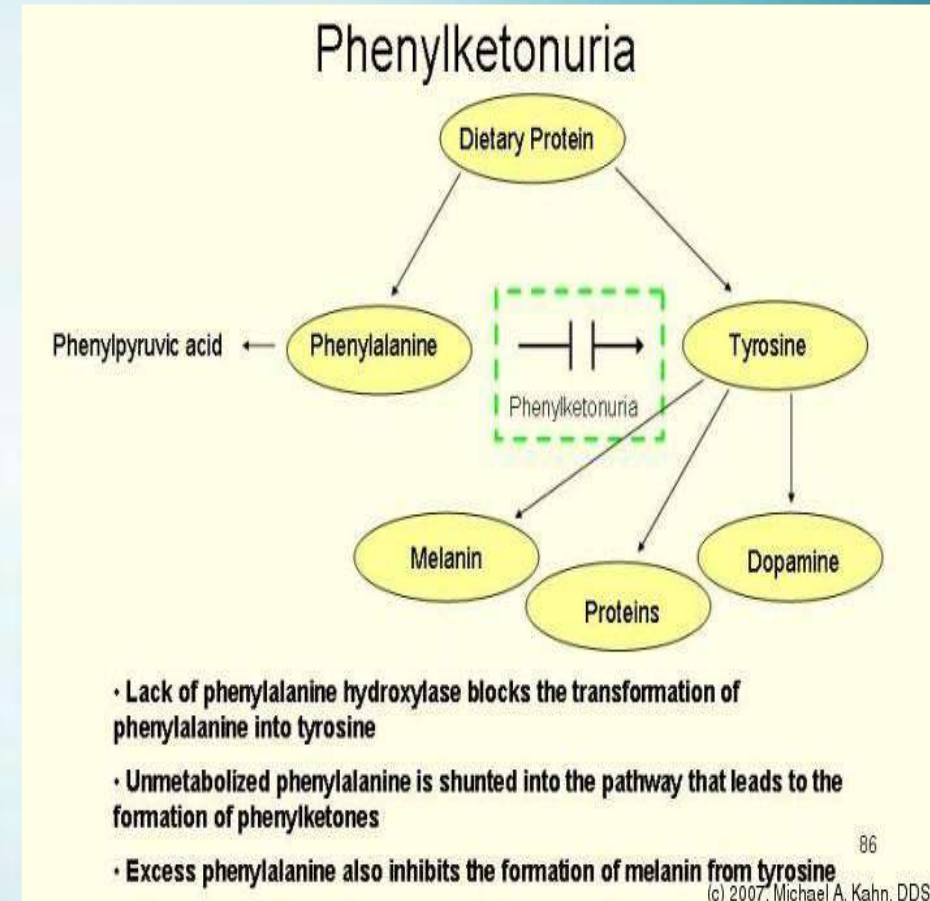 Phenylketonuria
Dietary Protein
Phenylpyruvic acid
Phenylalanine
Phenylketonuria
Tyrosine
Melanin
Proteins
Dopamine
· Lack of phenylalanine hydroxylase blocks the transformation of
phenylalanine into tyrosine
· Unmetabolized phenylalanine is shunted into the pathway that leads to the
formation of phenylketones
86
· Excess phenylalanine also inhibits the formation of melanin from tyrosine
(c) 2007, Michael A. Kahn, DDS